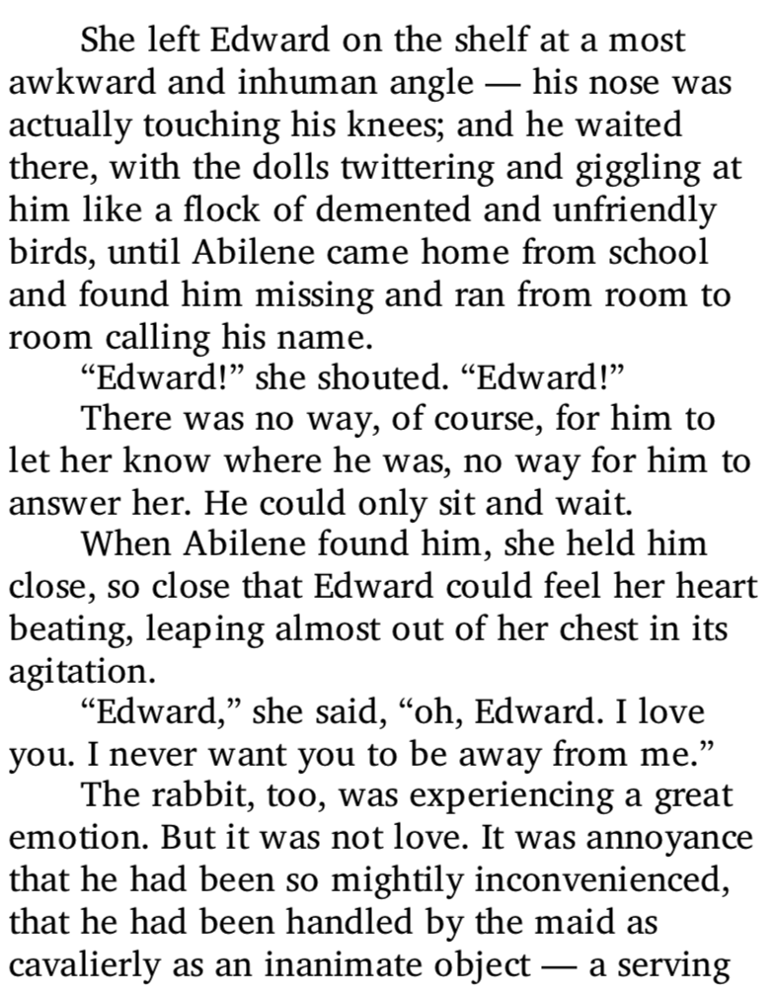 She left Edward on the shelf at a most
awkward and inhuman angle — his nose was
actually touching his knees; and he waited
there, with the dolls twittering and giggling at
him like a flock of demented and unfriendly
birds, until Abilene came home from school
and found him missing and ran from room to
room calling his name.
“Edward!” she shouted. “Edward!”
There was no way, of course, for him to
let her know where he was, no way for him to
answer her. He could only sit and wait.
When Abilene found him, she held him
close, so close that Edward could feel her heart
beating, leaping almost out of her chest in its
agitation.
“Edward,” she said, “oh, Edward. I love
you. I never want you to be away from me.”
The rabbit, too, was experiencing a great
emotion. But it was not love. It was annoyance
that he had been so mightily inconvenienced,
that he had been handled by the maid as
cavalierly as an inanimate object — a serving